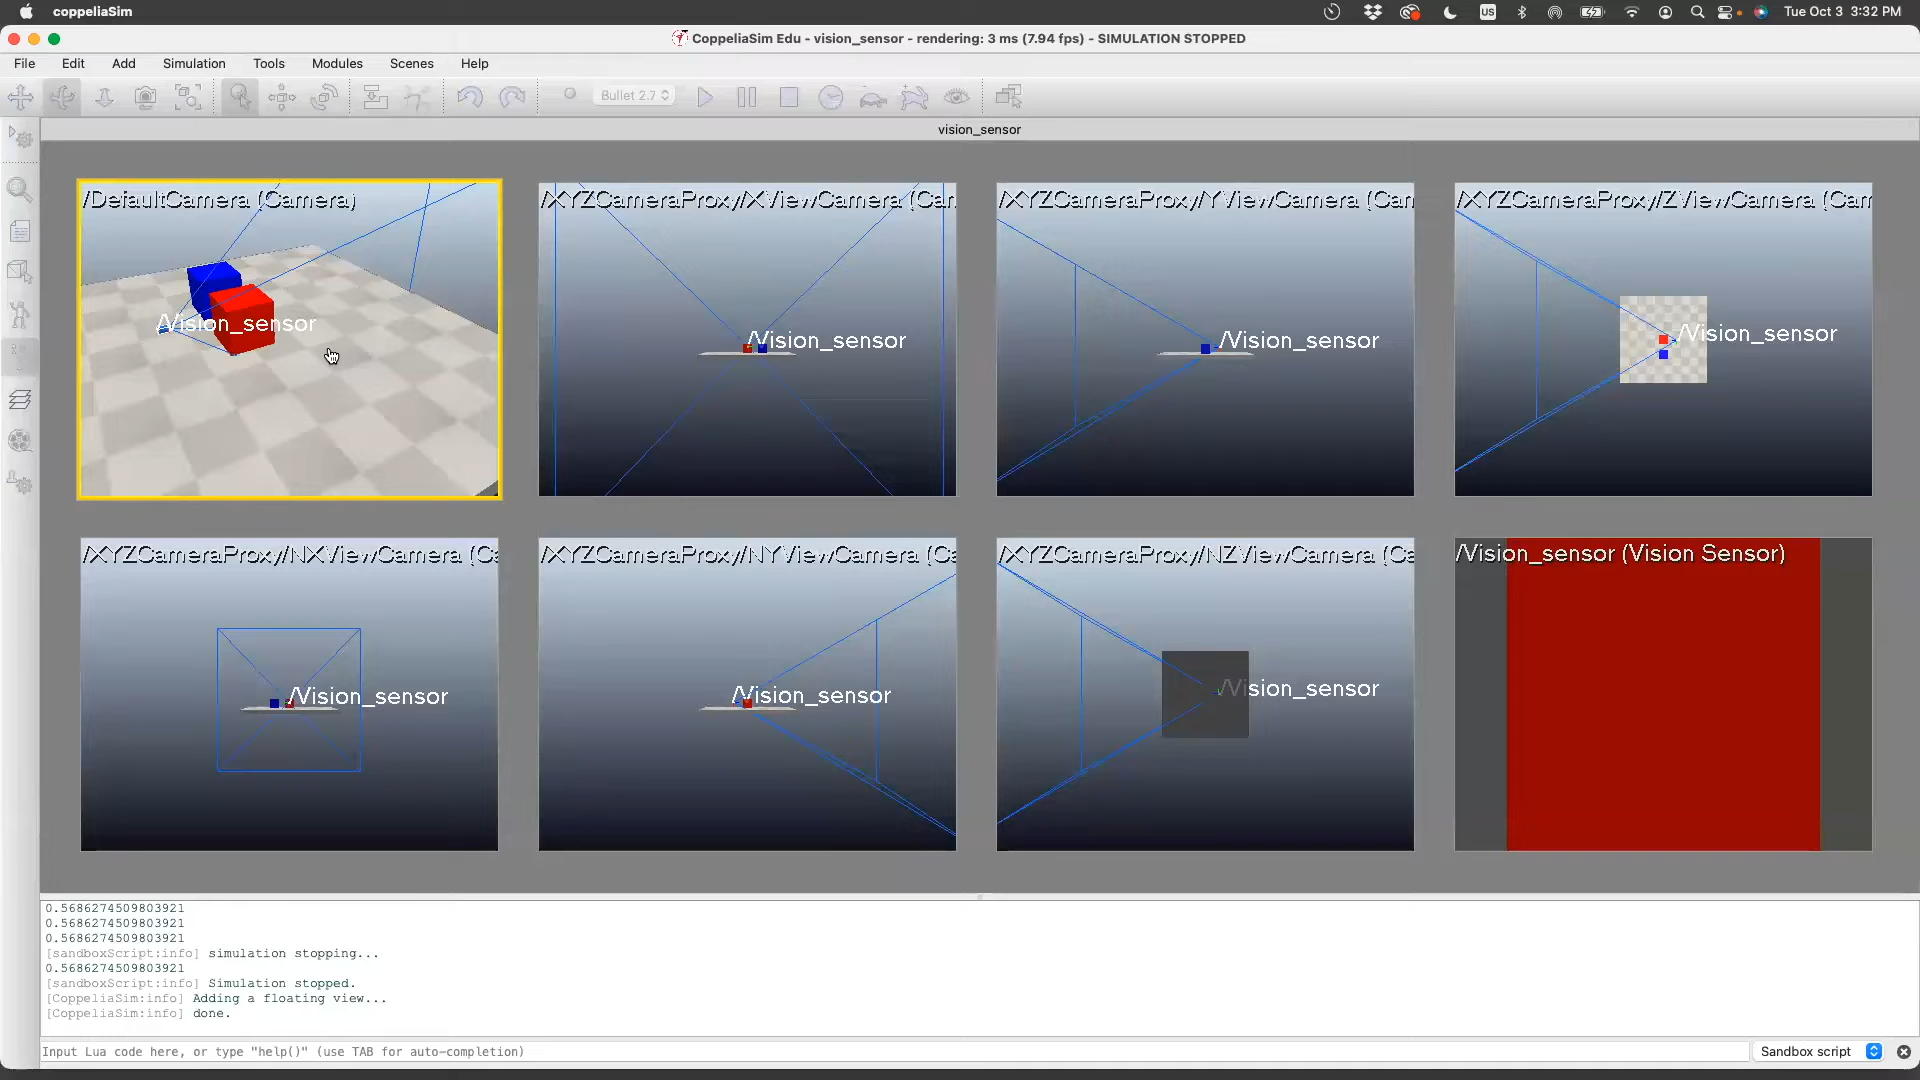 coppeliaSim
US
Tue Oct 3 3:32 PM
CoppeliaSim Edu - vision_sensor - rendering: 3 ms (7.94 fps) - SIMULATION STOPPED
File Edit Add Simulation Tools Modules Scenes Help
Bullet 2.7
vision_sensor
/DefaultCamera (Camera)
/Vision_sensor
/XYZCameraProxy/XViewCamera (Cam
/Vision_sensor
/XYZCameraProxy/YViewCamera (Cam
/Vision_sensor
/XYZCameraProxy/ZViewCamera (Cam
/Vision_sensor
/XYZCameraProxy/NXViewCamera (Ca
/Vision_sensor
/XYZCameraProxy/NYViewCamera (Ca
/Vision_sensor
/XYZCameraProxy/NZViewCamera (Ca
/Vision_sensor
/Vision_sensor (Vision Sensor)
0.5686274509803921
0.5686274509803921
0.5686274509803921
[sandboxScript:info] simulation stopping...
0.5686274509803921
[sandboxScript:info] Simulation stopped.
[CoppeliaSim:info] Adding a floating view...
[CoppeliaSim:info] done.
Input Lua code here, or type "help()" (use TAB for auto-completion)
Sandbox script